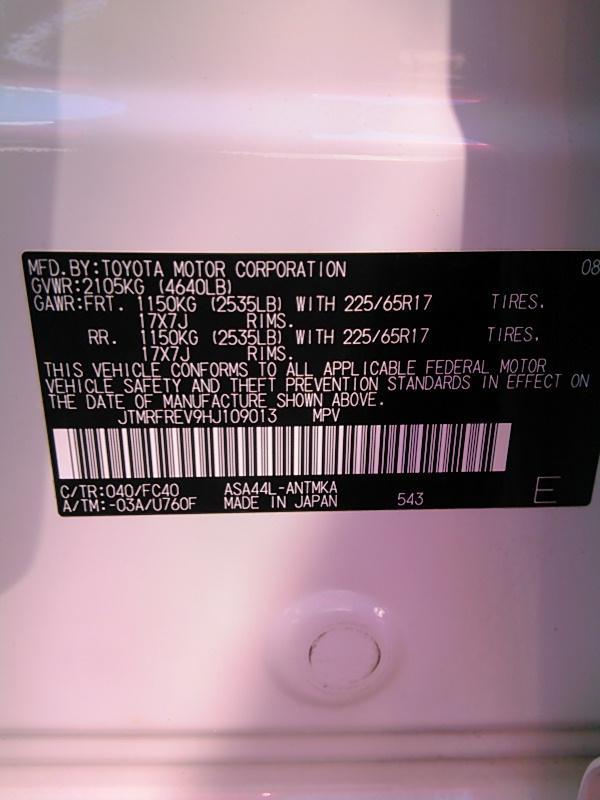 MFD.BY:TOYOTA MOTOR CORPORATION 08
GVWR:2105KG (4640LB)
GAWR:FRT. 1150KG (2535LB) WITH 225/65R17 TIRES,
17X7J RIMS.
RR. 1150KG (2535LB) WITH 225/65R17 TIRES,
17X7J RIMS.
THIS VEHICLE CONFORMS TO ALL APPLICABLE FEDERAL MOTOR
VEHICLE SAFETY AND THEFT PREVENTION STANDARDS IN EFFECT ON
THE DATE OF MANUFACTURE SHOWN ABOVE.
JTMRFREV9HJ109013 MPV
C/TR:040/FC40 ASA44L-ANTMKA
A/TM:-03A/U760F MADE IN JAPAN 543 E